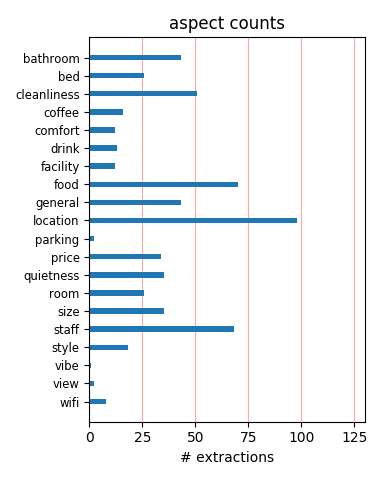 aspect counts
bathroom
bed
cleanliness
coffee
comfort
drink
facility
food
general
location
parking
price
quietness
room
size
staff
style
vibe
view
wifi
0 25 50 75 100 125
# extractions